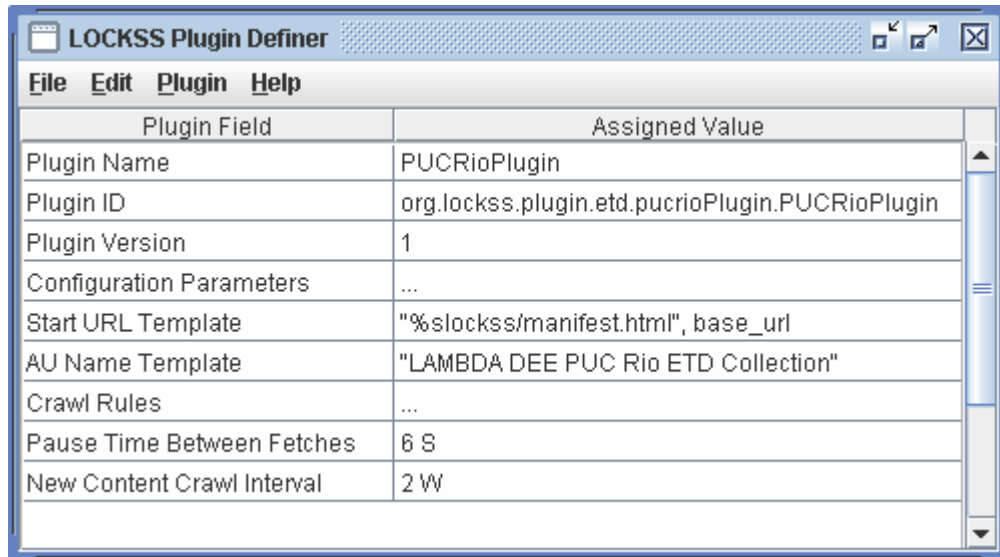 LOCKSS Plugin Definer
File Edit Plugin Help
Plugin Field Assigned Value
Plugin Name PUCRioPlugin
Plugin ID org.lockss.plugin.etd.pucrioPlugin.PUCRioPlugin
Plugin Version 1
Configuration Parameters ...
Start URL Template "%slockss/manifest.html", base_url
AU Name Template "LAMBDA DEE PUC Rio ETD Collection"
Crawl Rules ...
Pause Time Between Fetches 6 S
New Content Crawl Interval 2 W